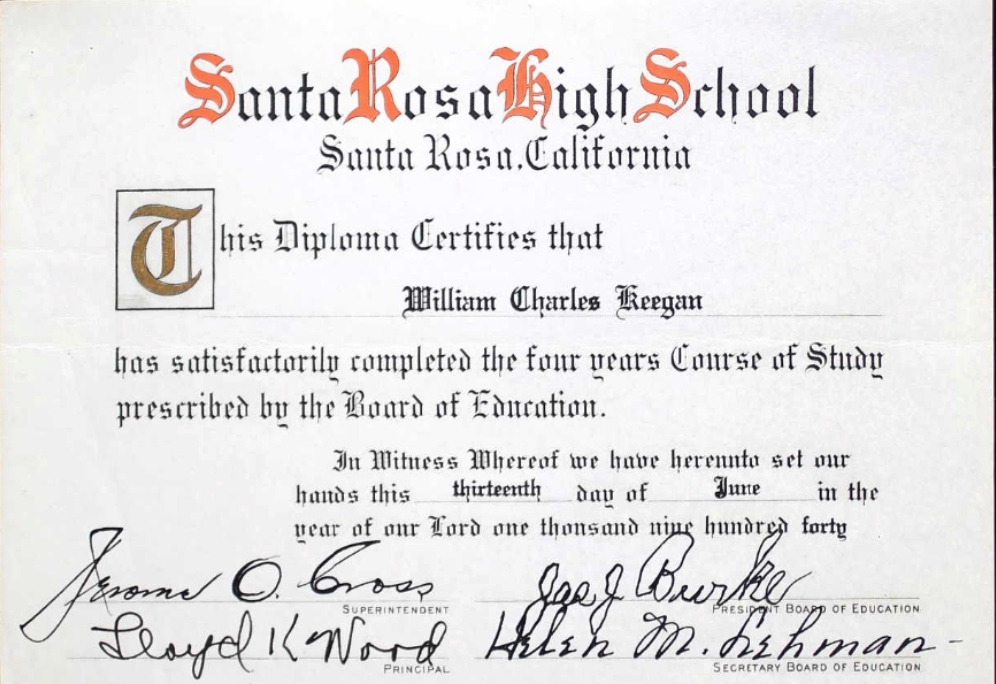 Santa Rosa High School
Santa Rosa, California
This Diploma Certifies that
William Charles Keegan
has satisfactorily completed the four years Course of Study
prescribed by the Board of Education.
In Witness Whereof we have hereunto set our
hands this thirteenth day of June in the
year of our Lord one thousand nine hundred forty
Jerome O. Cross
SUPERINTENDENT
Jas J Burke
PRESIDENT BOARD OF EDUCATION
Lloyd K Wood
PRINCIPAL
Helen M. Lehman
SECRETARY BOARD OF EDUCATION